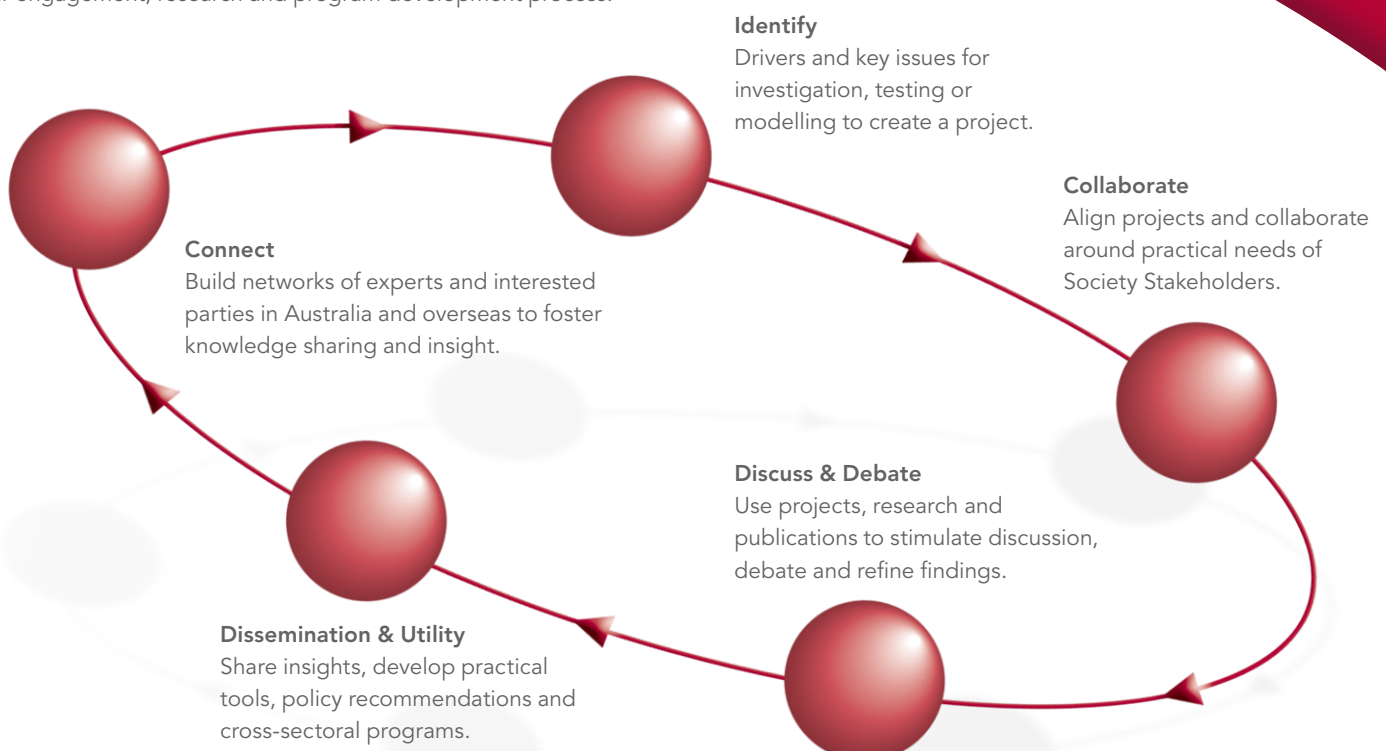 engagement, research and program development process.
Identify
Drivers and key issues for
investigation, testing or
modelling to create a project.
Collaborate
Align projects and collaborate
around practical needs of
Society Stakeholders.
Connect
Build networks of experts and interested
parties in Australia and overseas to foster
knowledge sharing and insight.
Discuss & Debate
Use projects, research and
publications to stimulate discussion,
debate and refine findings.
Dissemination & Utility
Share insights, develop practical
tools, policy recommendations and
cross-sectoral programs.